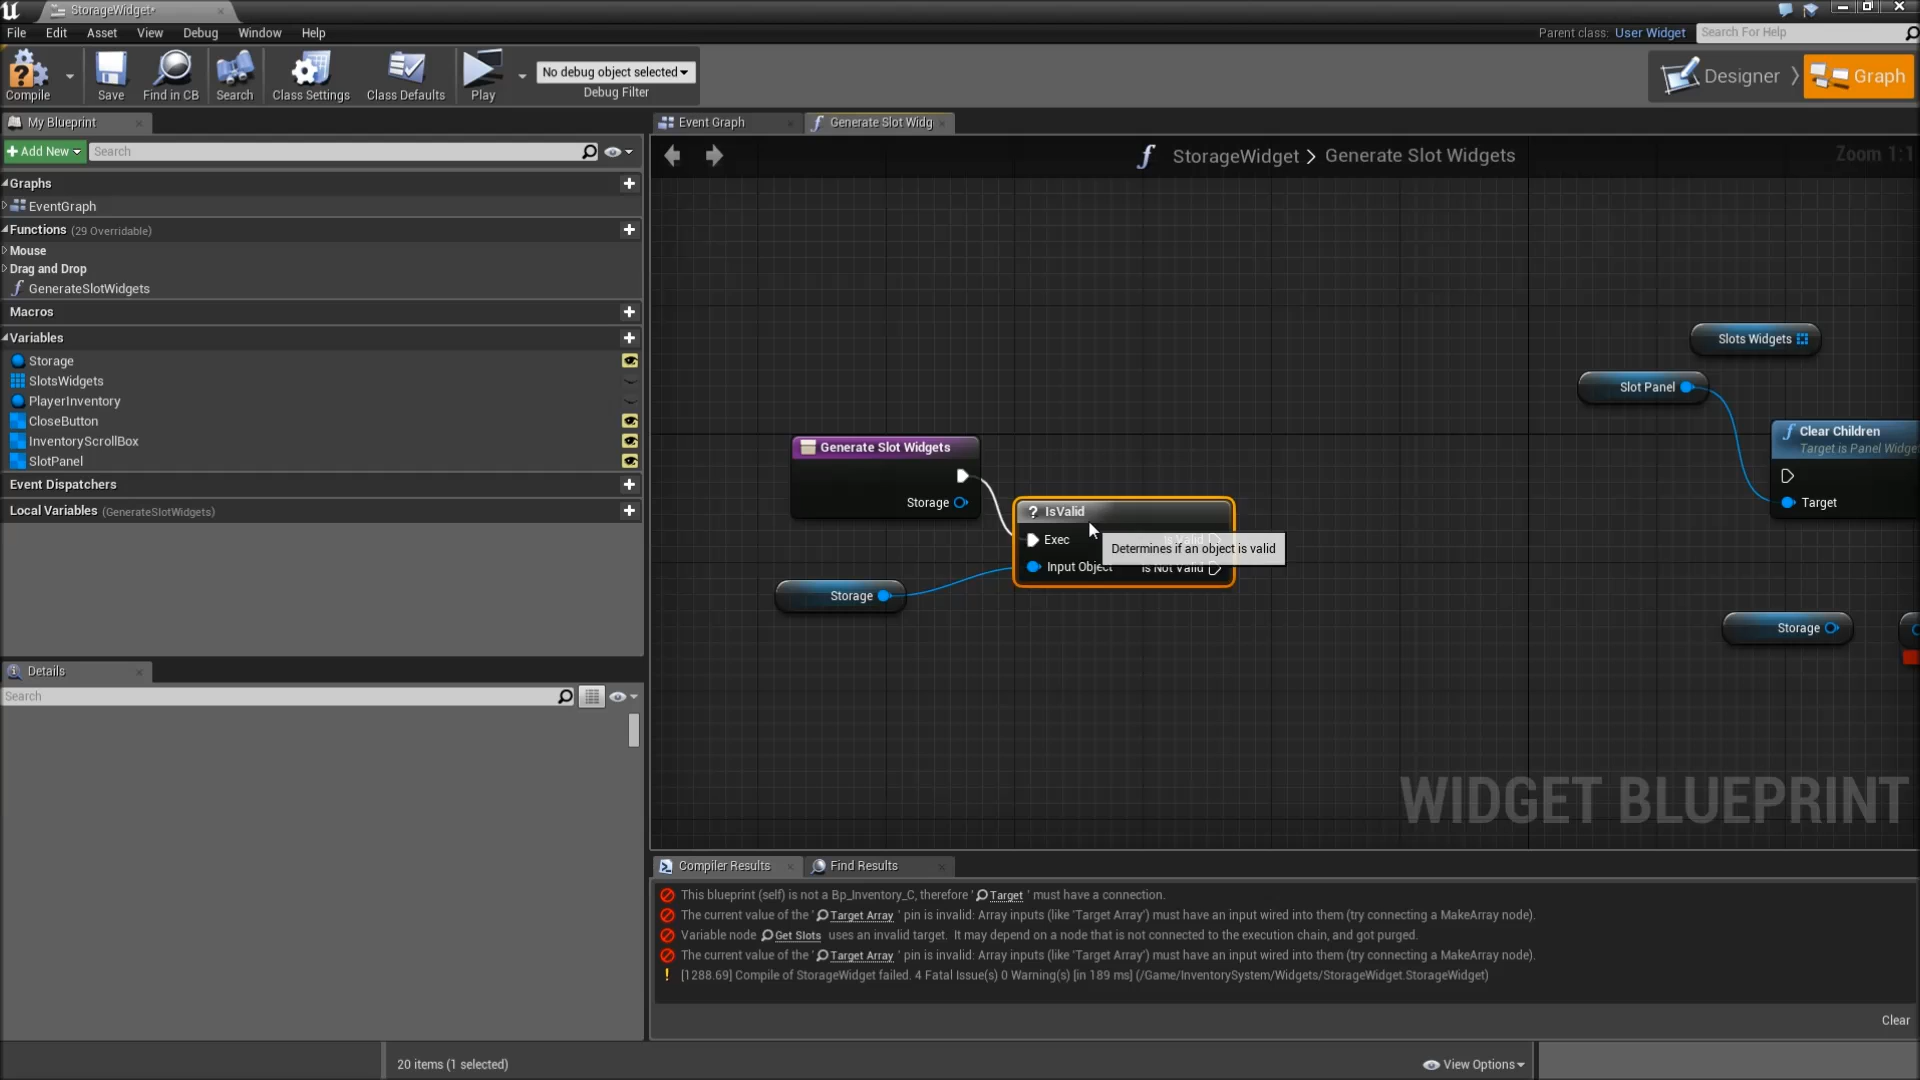 StorageWidget*
File Edit Asset View Debug Window Help
Parent class: User Widget
Search For Help
Compile
Save
Find in CB
Search
Class Settings
Class Defaults
Play
No debug object selected
Debug Filter
Designer
Graph
My Blueprint
Event Graph
Generate Slot Widg
Add New
Search
StorageWidget > Generate Slot Widgets
Zoom 1:1
Graphs
EventGraph
Functions (29 Overridable)
Mouse
Drag and Drop
GenerateSlotWidgets
Macros
Variables
Storage
SlotsWidgets
PlayerInventory
CloseButton
InventoryScrollBox
SlotPanel
Event Dispatchers
Local Variables (GenerateSlotWidgets)
Slots Widgets
Slot Panel
Clear Children
Target is Panel Widge
Target
Generate Slot Widgets
Storage
? IsValid
Exec
Is Valid
Determines if an object is valid
Input Object
Is Not Valid
Storage
Storage
WIDGET BLUEPRINT
Details
Search
Compiler Results
Find Results
This blueprint (self) is not a Bp_Inventory_C, therefore ' Target ' must have a connection.
The current value of the ' Target Array ' pin is invalid: Array inputs (like 'Target Array') must have an input wired into them (try connecting a MakeArray node).
Variable node Get Slots uses an invalid target. It may depend on a node that is not connected to the execution chain, and got purged.
The current value of the ' Target Array ' pin is invalid: Array inputs (like 'Target Array') must have an input wired into them (try connecting a MakeArray node).
[1288.69] Compile of StorageWidget failed. 4 Fatal Issue(s) 0 Warning(s) [in 189 ms] (/Game/InventorySystem/Widgets/StorageWidget.StorageWidget)
Clear
20 items (1 selected)
View Options